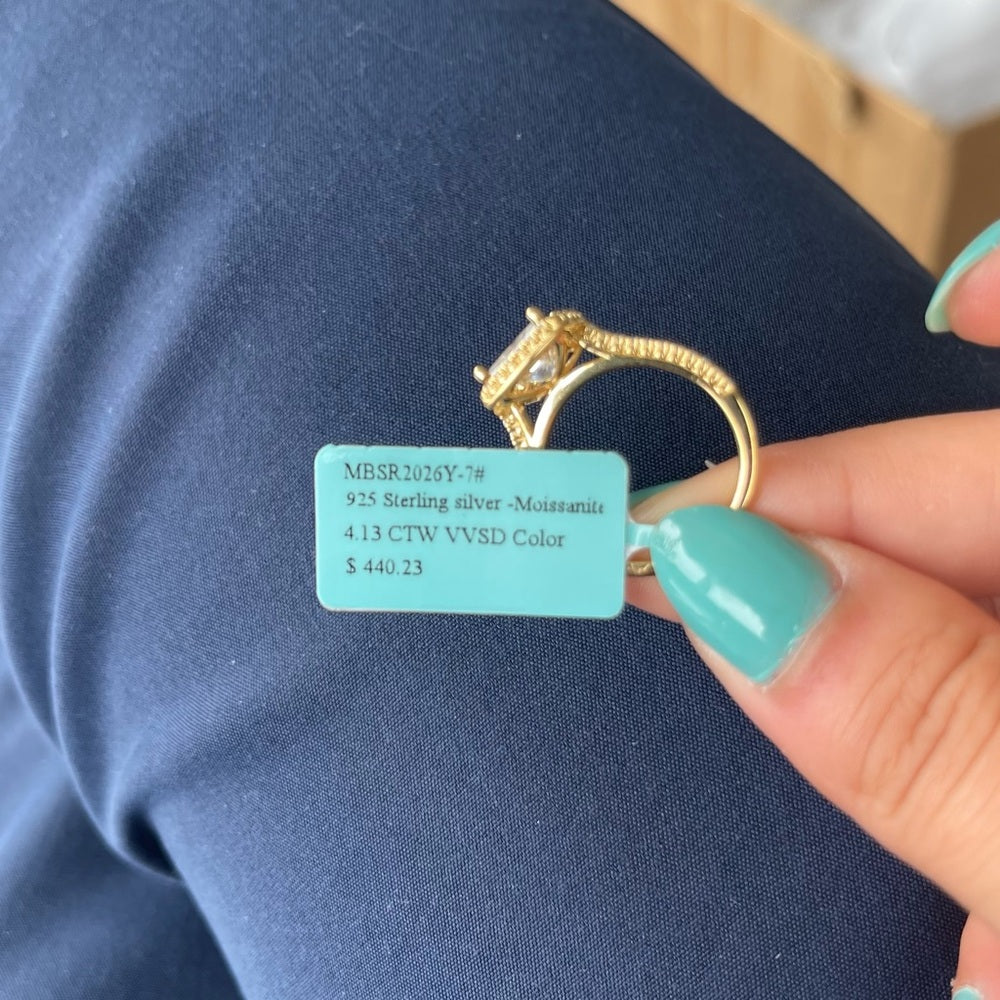 MBSR2026Y-7#
925 Sterling silver -Moissanite
4.13 CTW VVSD Color
$ 440.23